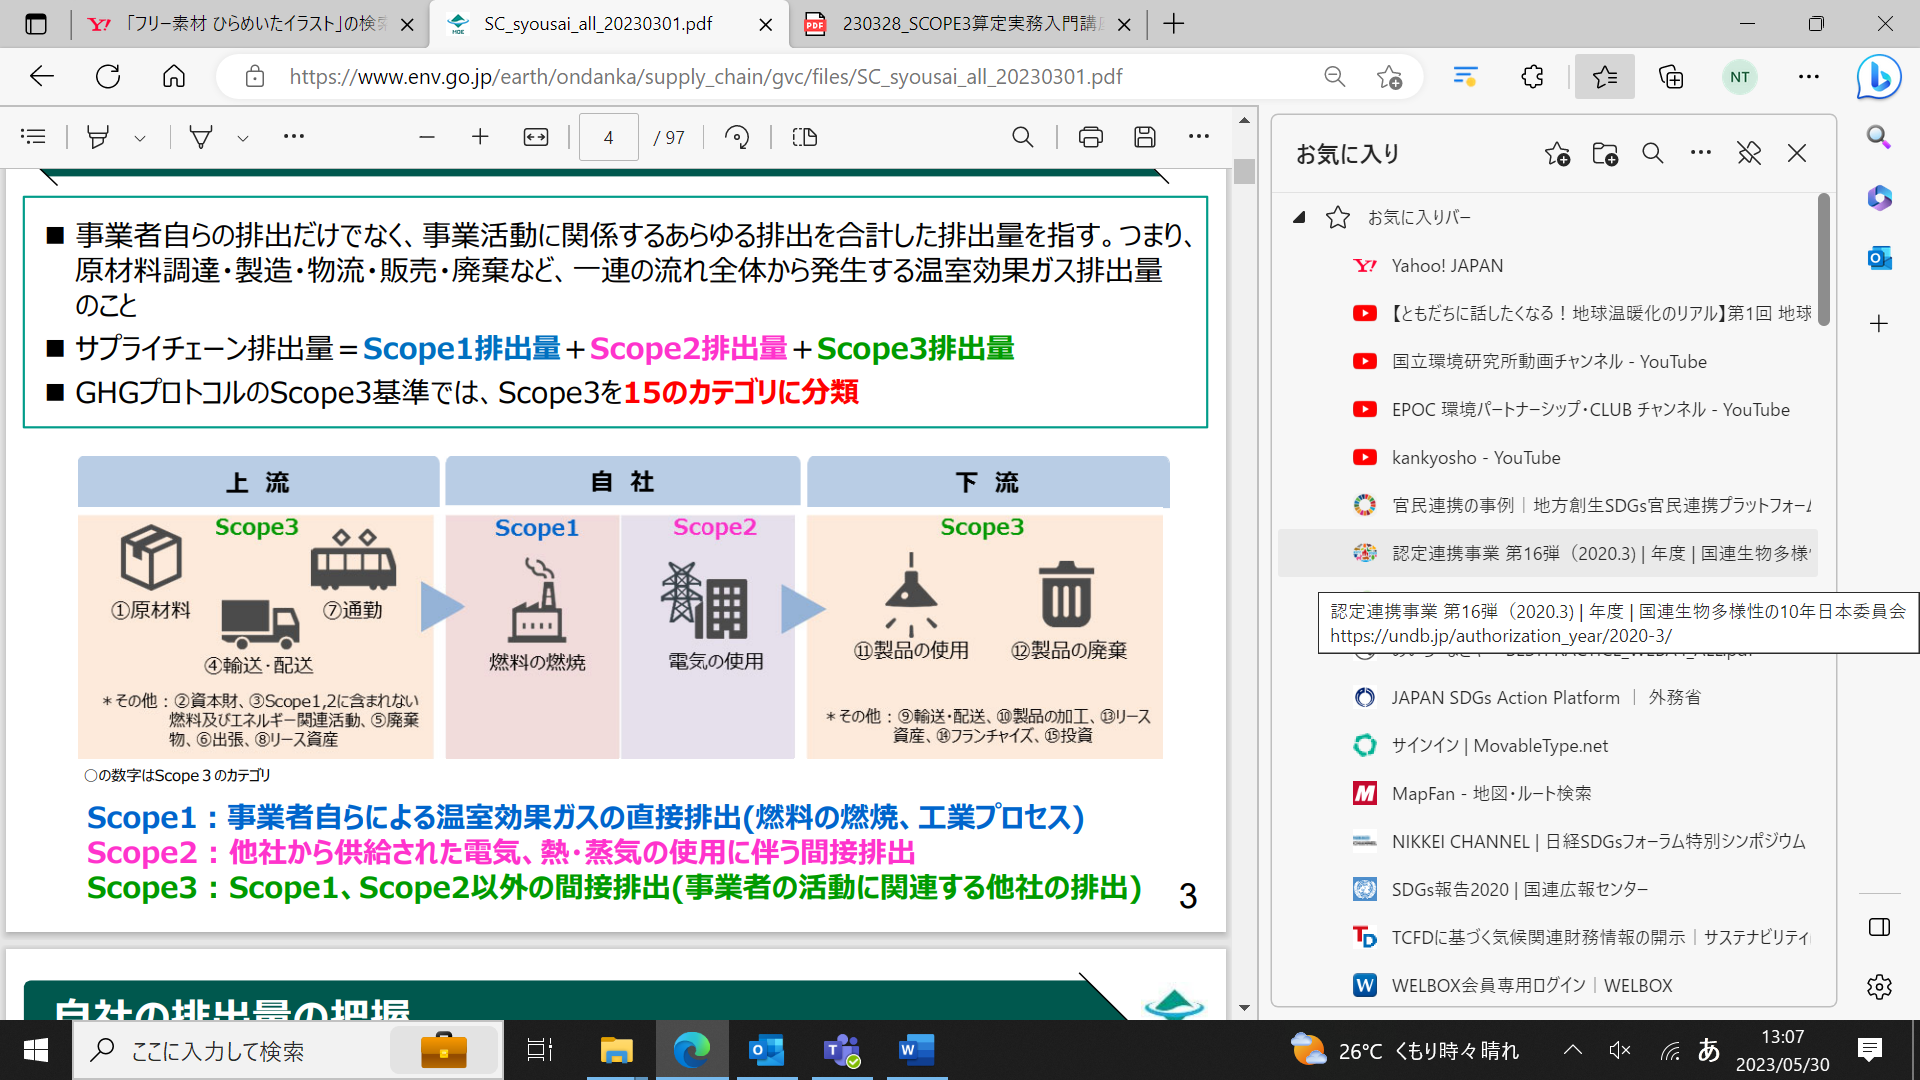 「フリー素材 ひらめいたイラスト」の検索
SC_syousai_all_20230301.pdf
230328_SCOPE3算定実務入門講座
https://www.env.go.jp/earth/ondanka/supply_chain/gvc/files/SC_syousai_all_20230301.pdf
NT
4 / 97
■ 事業者自らの排出だけでなく、事業活動に関係するあらゆる排出を合計した排出量を指す。つまり、
原材料調達・製造・物流・販売・廃棄など、一連の流れ全体から発生する温室効果ガス排出量
のこと
■ サプライチェーン排出量＝Scope1排出量＋Scope2排出量＋Scope3排出量
■ GHGプロトコルのScope3基準では、Scope3を15のカテゴリに分類
上 流
自 社
下 流
Scope3
Scope1
Scope2
Scope3
①原材料
⑦通勤
④輸送・配送
燃料の燃焼
電気の使用
⑪製品の使用
⑫製品の廃棄
＊その他：②資本財、③Scope1,2に含まれない
燃料及びエネルギー関連活動、⑤廃棄
物、⑥出張、⑧リース資産
＊その他：⑨輸送・配送、⑩製品の加工、⑬リース
資産、⑭フランチャイズ、⑮投資
○の数字はScope３のカテゴリ
Scope1：事業者自らによる温室効果ガスの直接排出(燃料の燃焼、工業プロセス)
Scope2：他社から供給された電気、熱・蒸気の使用に伴う間接排出
Scope3：Scope1、Scope2以外の間接排出(事業者の活動に関連する他社の排出)
3
自社の排出量の把握
お気に入り
お気に入りバー
Yahoo! JAPAN
【ともだちに話したくなる！地球温暖化のリアル】第1回 地球
国立環境研究所動画チャンネル - YouTube
EPOC 環境パートナーシップ・CLUB チャンネル - YouTube
kankyosho - YouTube
官民連携の事例｜地方創生SDGs官民連携プラットフォーム
認定連携事業 第16弾（2020.3) | 年度 | 国連生物多様
認定連携事業 第16弾（2020.3) | 年度 | 国連生物多様性の10年日本委員会
https://undb.jp/authorization_year/2020-3/
JAPAN SDGs Action Platform ｜ 外務省
サインイン | MovableType.net
MapFan - 地図・ルート検索
NIKKEI CHANNEL | 日経SDGsフォーラム特別シンポジウム
SDGs報告2020 | 国連広報センター
TCFDに基づく気候関連財務情報の開示｜サステナビリティ
WELBOX会員専用ログイン｜WELBOX
ここに入力して検索
26°C くもり時々晴れ
あ
13:07
2023/05/30